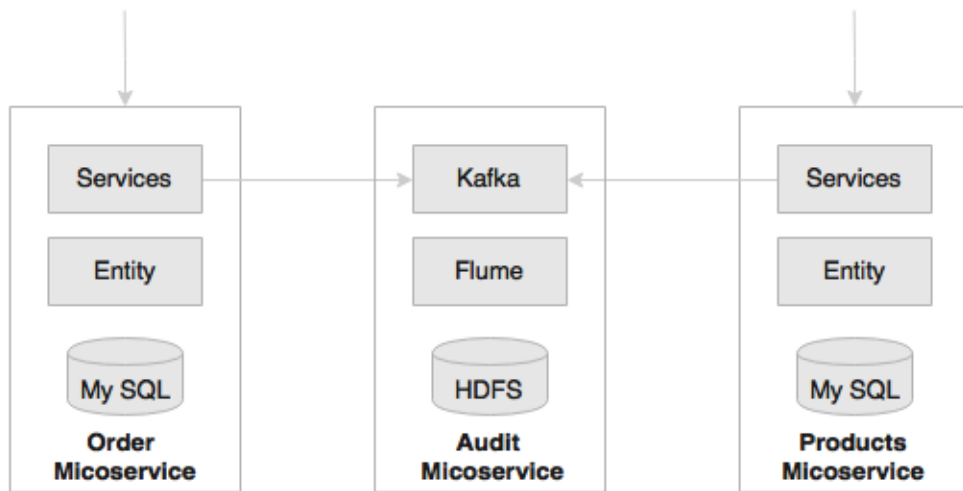 Services
Entity
My SQL
Order
Micoservice
Kafka
Flume
HDFS
Audit
Micoservice
Services
Entity
My SQL
Products
Micoservice